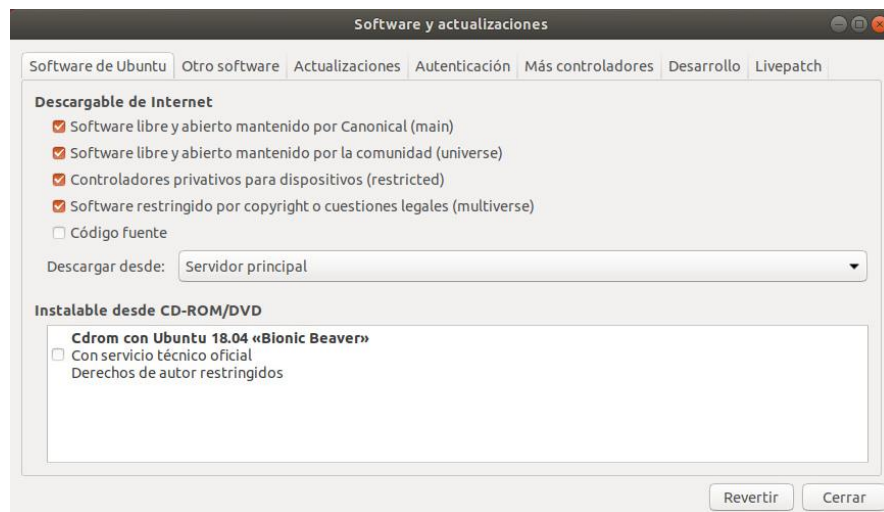 Software y actualizaciones
Software de Ubuntu Otro software Actualizaciones Autenticación Más controladores Desarrollo Livepatch
Descargable de Internet
Software libre y abierto mantenido por Canonical (main)
Software libre y abierto mantenido por la comunidad (universe)
Controladores privativos para dispositivos (restricted)
Software restringido por copyright o cuestiones legales (multiverse)
Código fuente
Descargar desde: Servidor principal
Instalable desde CD-ROM/DVD
Cdrom con Ubuntu 18.04 «Bionic Beaver»
Con servicio técnico oficial
Derechos de autor restringidos
Revertir Cerrar